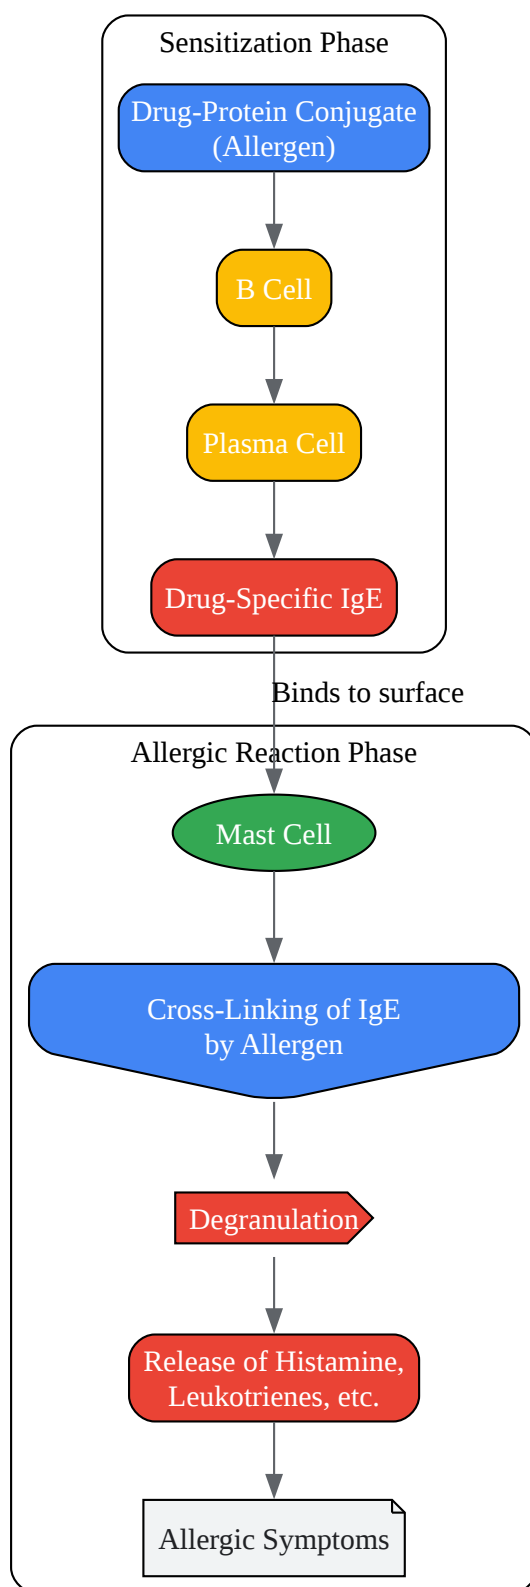 Sensitization Phase
Drug-Protein Conjugate
(Allergen)
B Cell
Plasma Cell
Drug-Specific IgE
Binds to surface
Allergic Reaction Phase
Mast Cell
Cross-Linking of IgE
by Allergen
Degranulation
Release of Histamine,
Leukotrienes, etc.
Allergic Symptoms